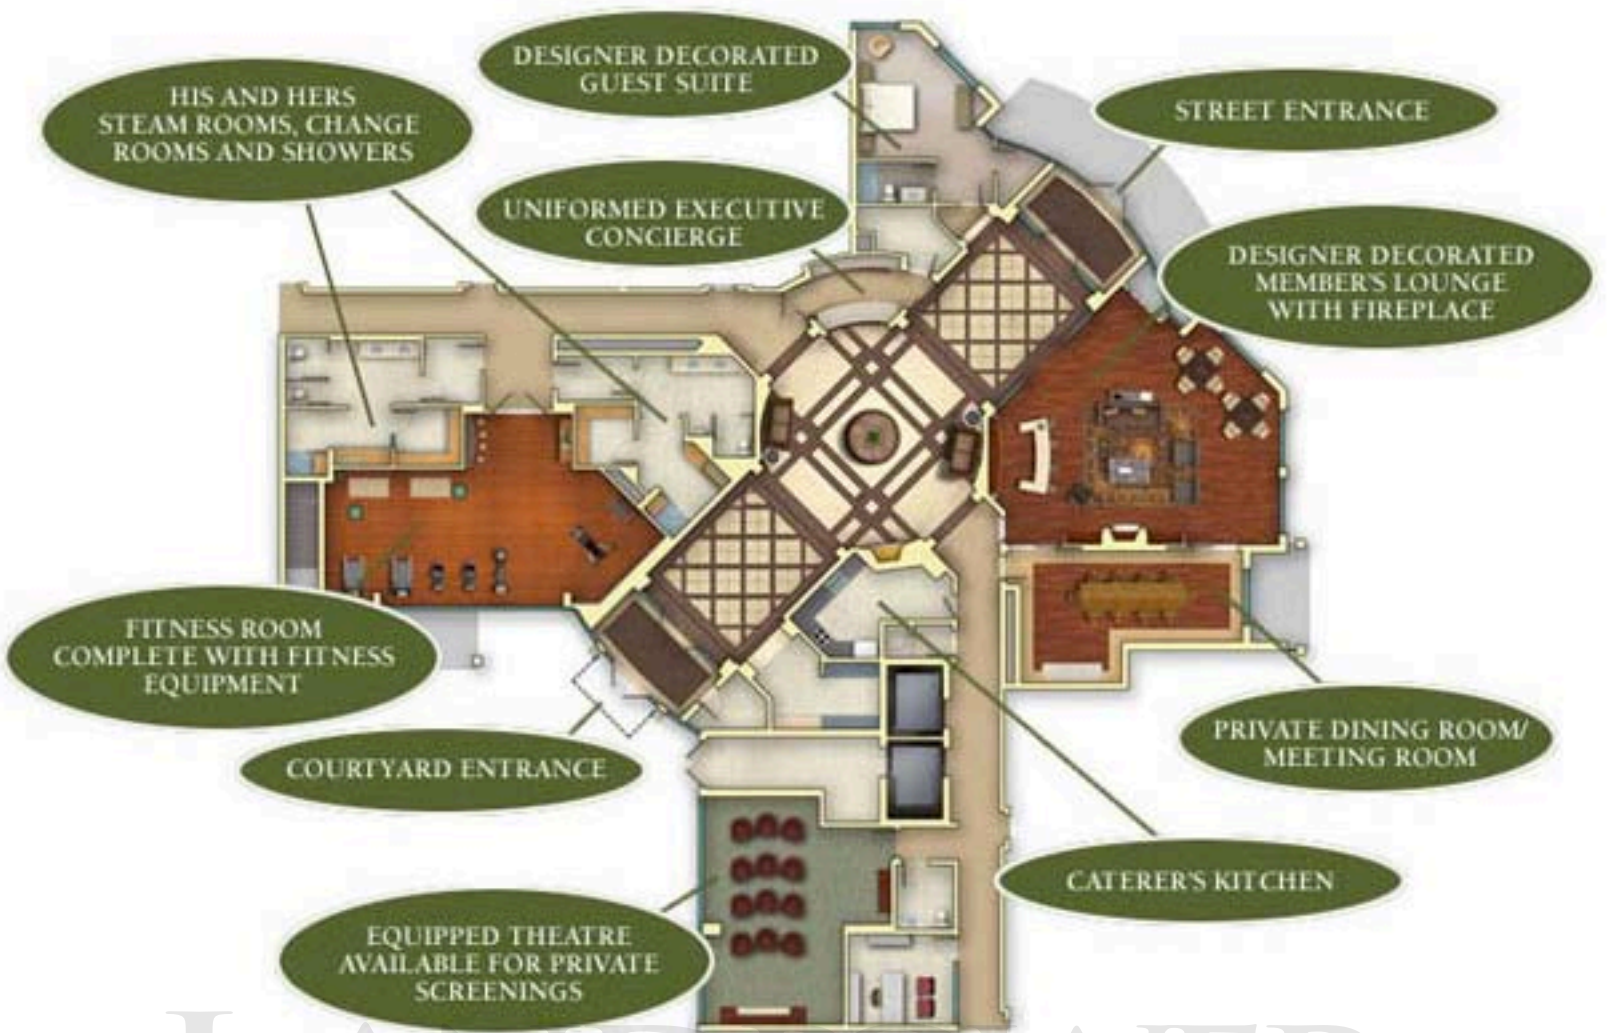 DESIGNER DECORATED
GUEST SUITE
HIS AND HERS
STEAM ROOMS, CHANGE
ROOMS AND SHOWERS
STREET ENTRANCE
UNIFORMED EXECUTIVE
CONCIERGE
DESIGNER DECORATED
MEMBER'S LOUNGE
WITH FIREPLACE
FITNESS ROOM
COMPLETE WITH FITNESS
EQUIPMENT
COURTYARD ENTRANCE
PRIVATE DINING ROOM/
MEETING ROOM
CATERER'S KITCHEN
EQUIPPED THEATRE
AVAILABLE FOR PRIVATE
SCREENINGS